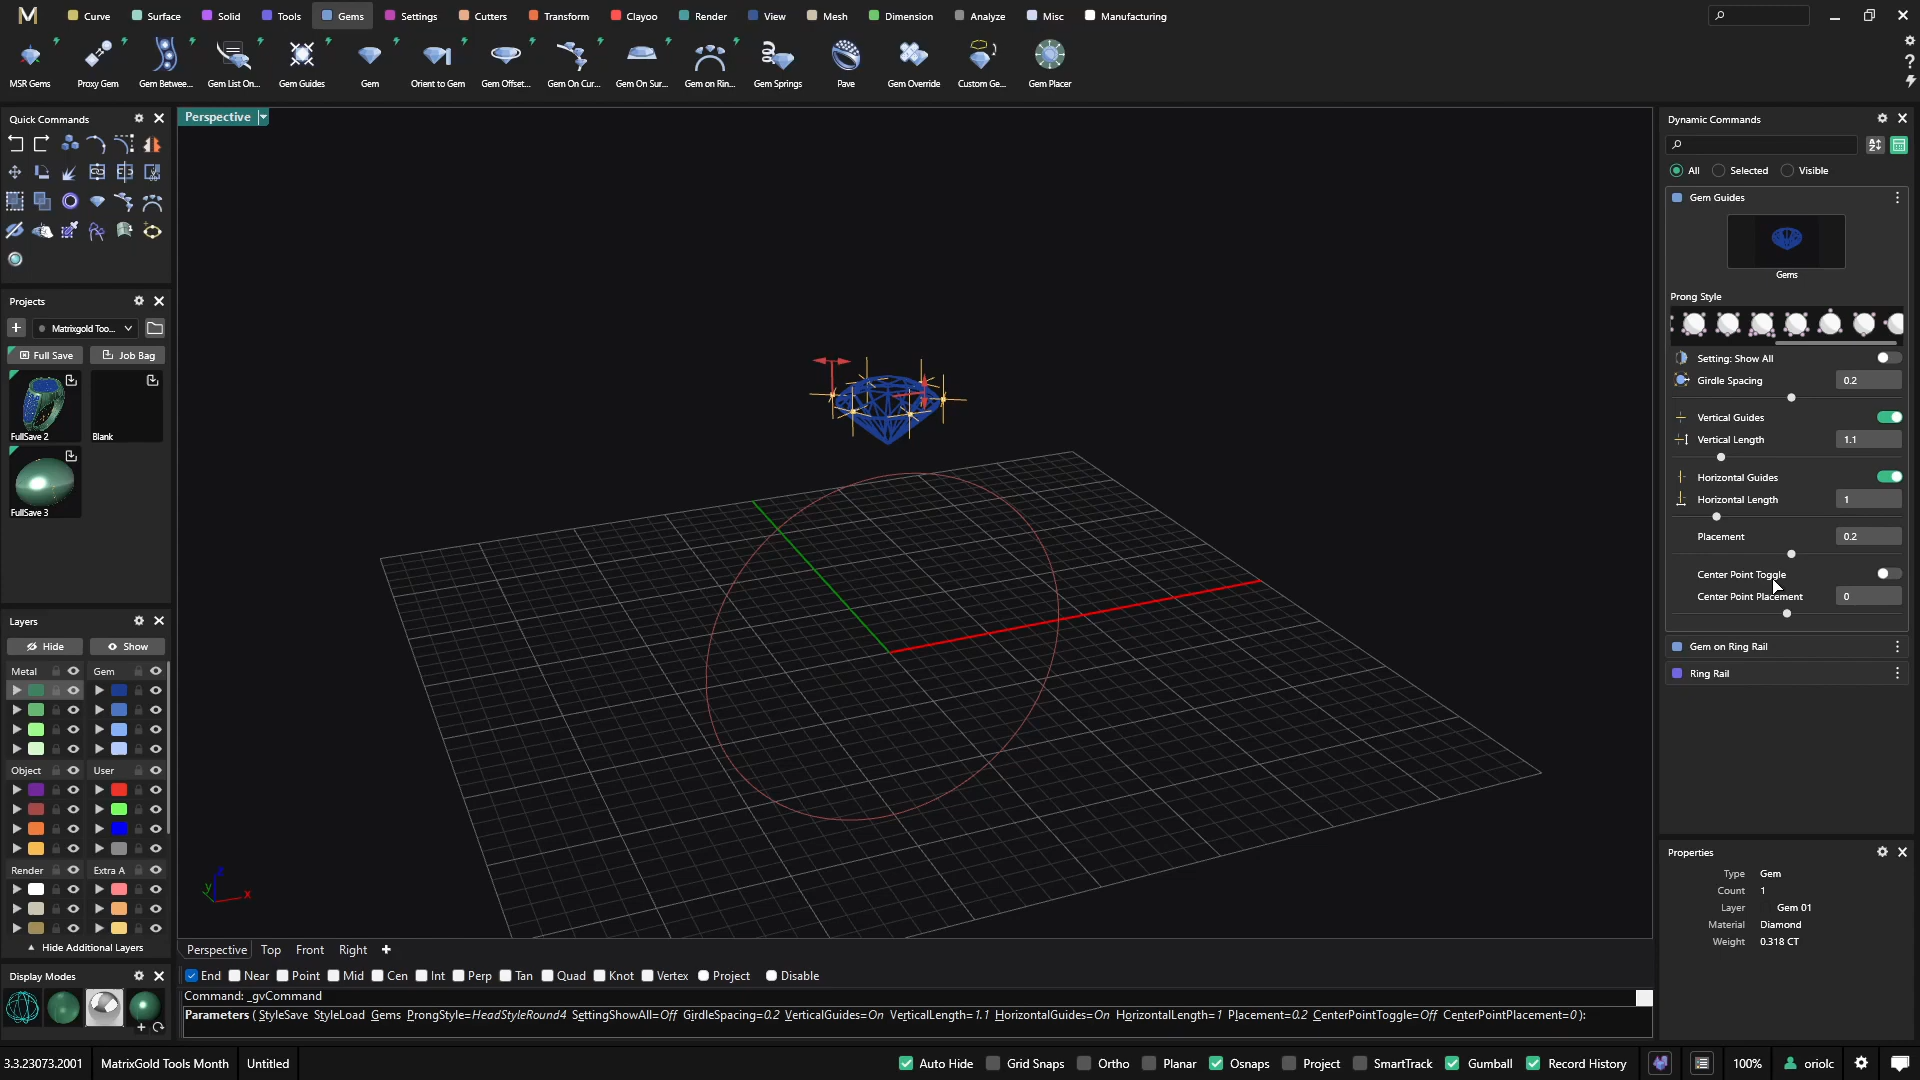 M Curve Surface Solid Tools Gems Settings Cutters Transform Clayoo Render View Mesh Dimension Analyze Misc Manufacturing
MSR Gems Proxy Gem Gem Betwee... Gem List On... Gem Guides Gem Orient to Gem Gem Offset... Gem On Cur... Gem On Sur... Gem on Rin... Gem Springs Pave Gem Override Custom Ge... Gem Placer
Quick Commands
Projects
Matrixgold Too...
Full Save Job Bag
FullSave 2 Blank
FullSave 3
Layers
Hide Show
Metal Gem
Object User
Render Extra A
Hide Additional Layers
Display Modes
Perspective
z
y
x
Perspective Top Front Right +
End Near Point Mid Cen Int Perp Tan Quad Knot Vertex Project Disable
Command: _gvCommand
Parameters ( StyleSave StyleLoad Gems ProngStyle=HeadStyleRound4 SettingShowAll=Off GirdleSpacing=0.2 VerticalGuides=On VerticalLength=1.1 HorizontalGuides=On HorizontalLength=1 Placement=0.2 CenterPointToggle=Off CenterPointPlacement=0 ):
Dynamic Commands
All Selected Visible
Gem Guides
Gems
Prong Style
Setting: Show All
Girdle Spacing 0.2
Vertical Guides
Vertical Length 1.1
Horizontal Guides
Horizontal Length 1
Placement 0.2
Center Point Toggle
Center Point Placement 0
Gem on Ring Rail
Ring Rail
Properties
Type Gem
Count 1
Layer Gem 01
Material Diamond
Weight 0.318 CT
3.3.23073.2001 MatrixGold Tools Month Untitled Auto Hide Grid Snaps Ortho Planar Osnaps Project SmartTrack Gumball Record History 100% oriolc